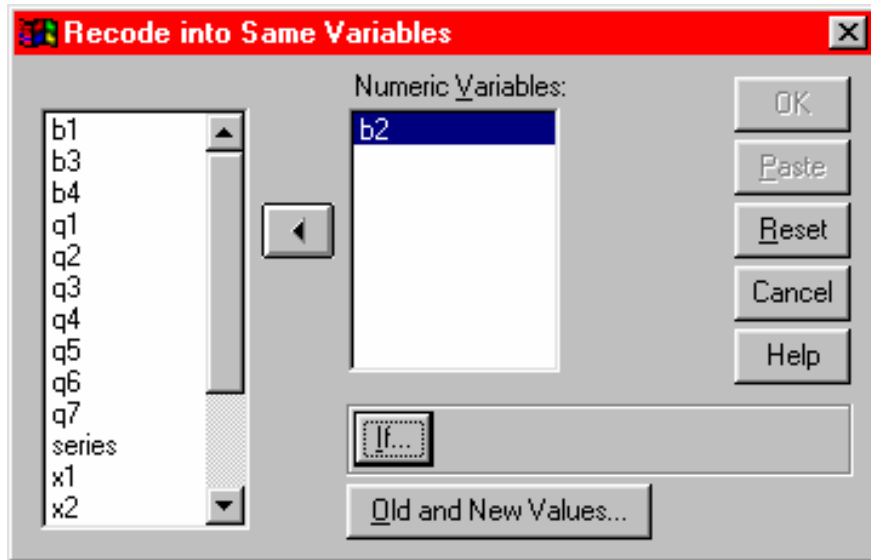 Recode into Same Variables
b1
b3
b4
q1
q2
q3
q4
q5
q6
q7
series
x1
x2
Numeric Variables:
b2
OK
Paste
Reset
Cancel
Help
If...
Old and New Values...